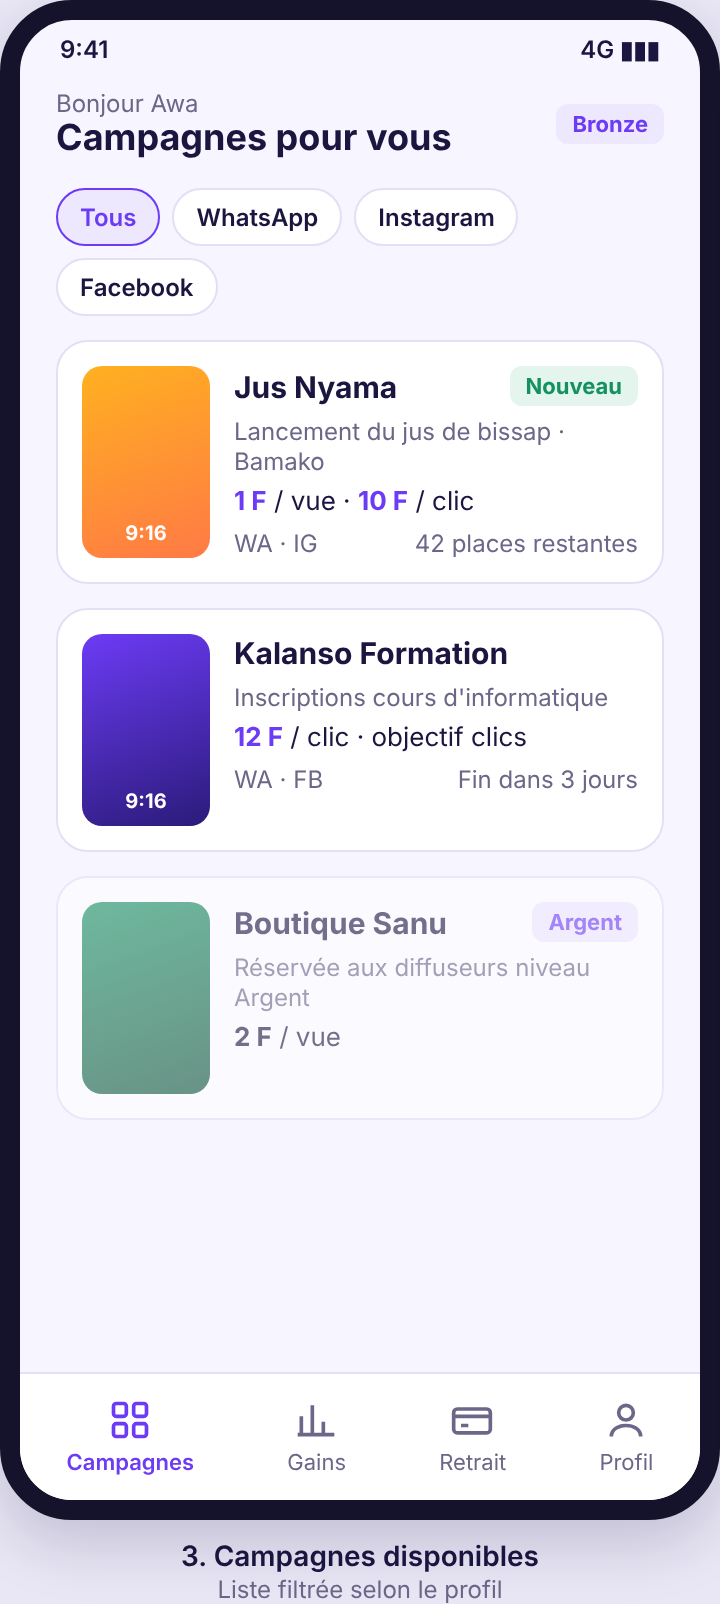 9:41
4G
Bonjour Awa
Campagnes pour vous
Bronze
Tous
WhatsApp
Instagram
Facebook
Jus Nyama
Nouveau
Lancement du jus de bissap ·
Bamako
1 F / vue · 10 F / clic
WA · IG
42 places restantes
9:16
Kalanso Formation
Inscriptions cours d'informatique
12 F / clic · objectif clics
WA · FB
Fin dans 3 jours
9:16
Boutique Sanu
Argent
Réservée aux diffuseurs niveau
Argent
2 F / vue
Campagnes
Gains
Retrait
Profil
3. Campagnes disponibles
Liste filtrée selon le profil